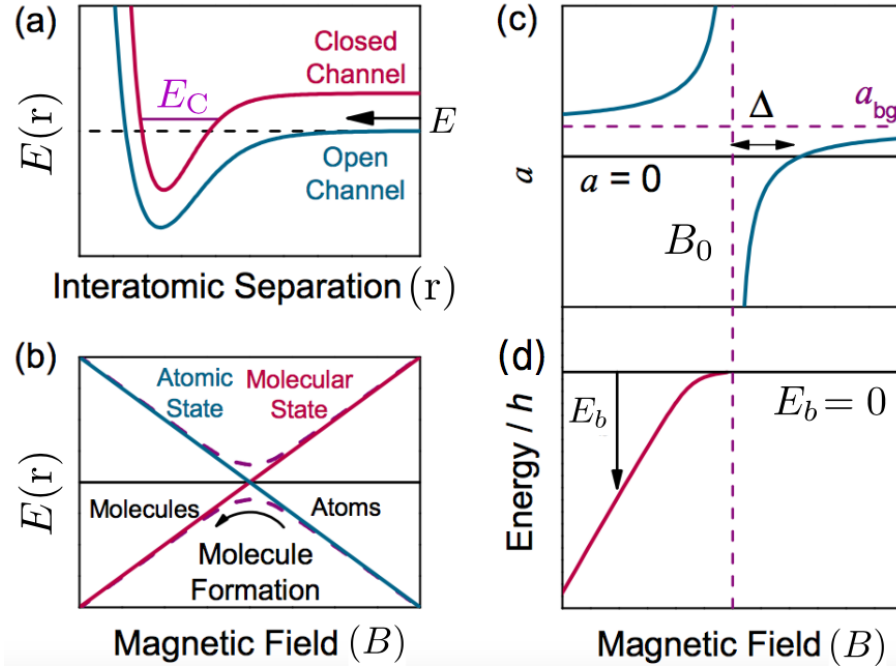 (a)
Closed
Channel
E_C
E
E(r)
Open
Channel
Interatomic Separation (r)
(b)
Atomic
State
Molecular
State
E(r)
Molecules
Atoms
Molecule
Formation
Magnetic Field (B)
(c)
Δ
a_bg
a
a = 0
B_0
(d)
Energy / h
E_b
E_b = 0
Magnetic Field (B)